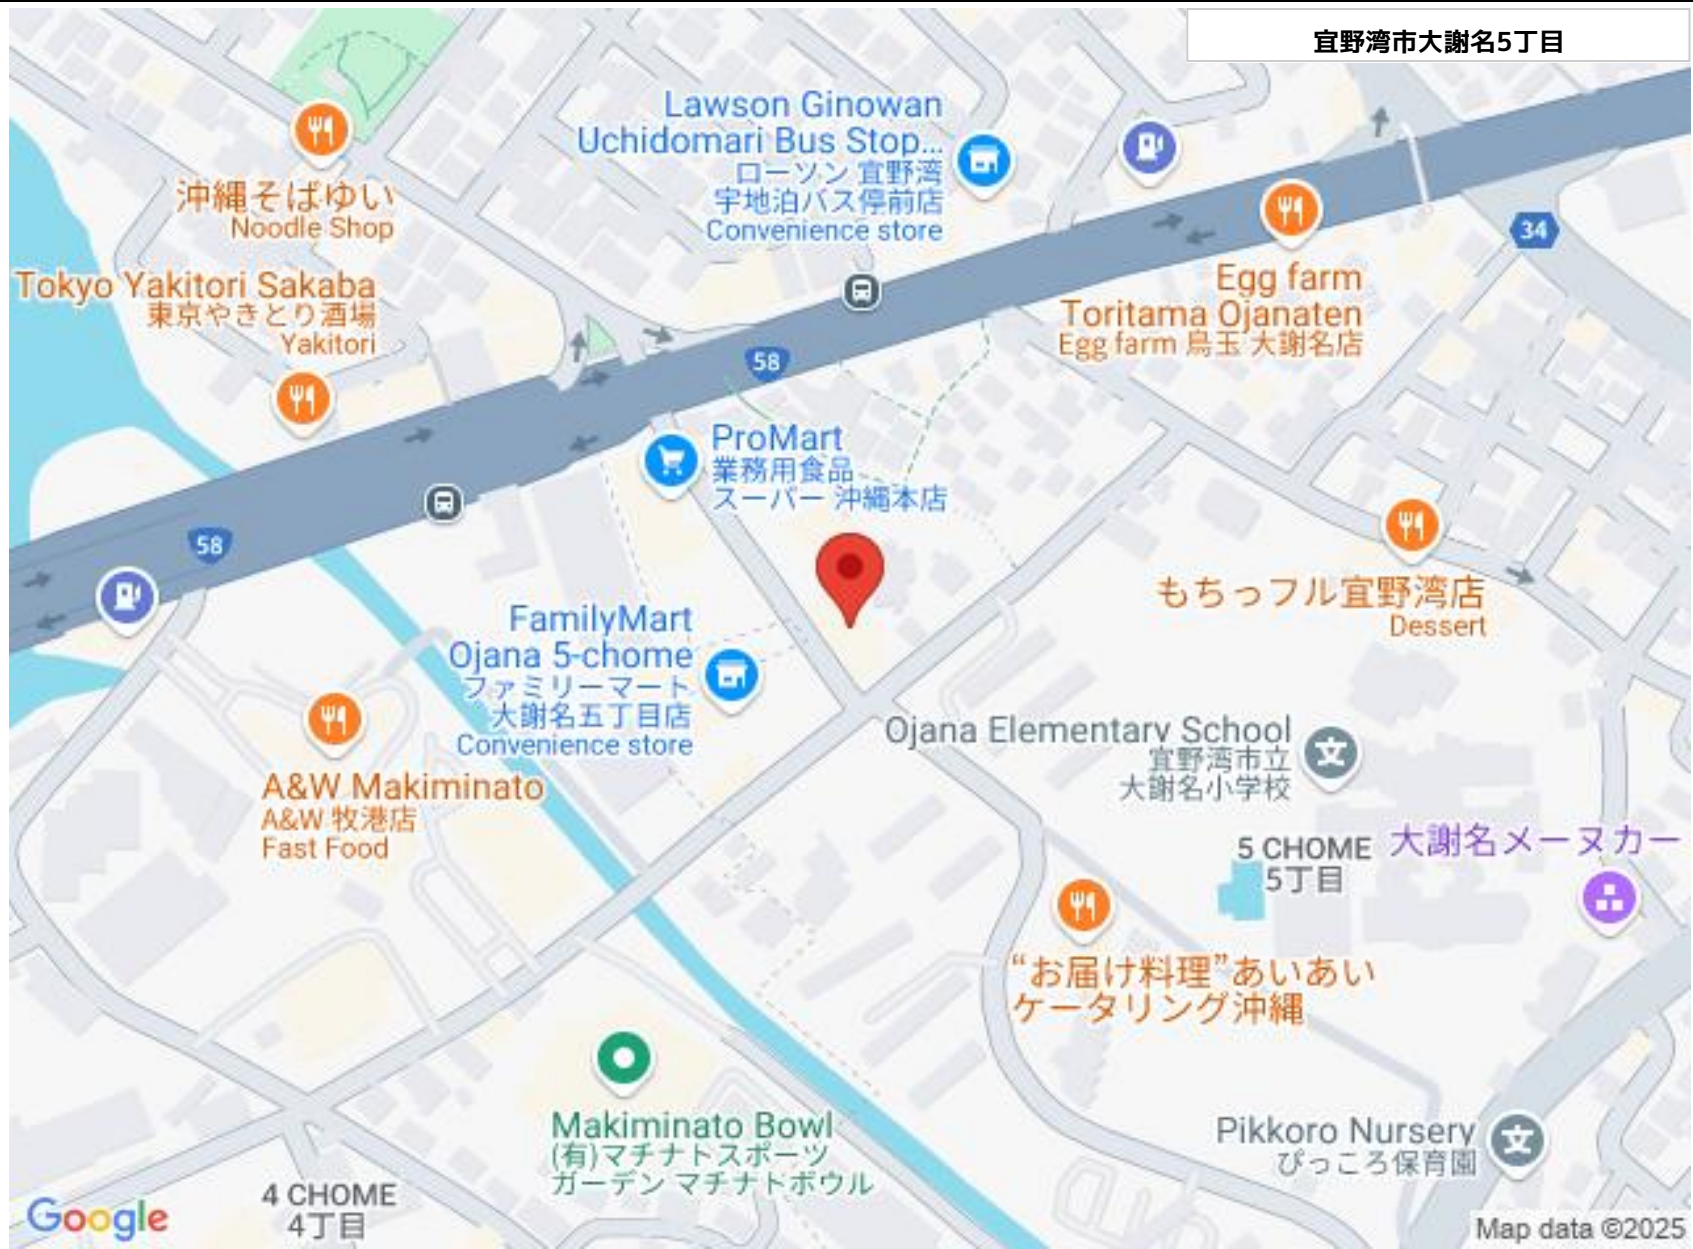 宜野湾市大謝名5丁目
Lawson Ginowan
Uchidomari Bus Stop...
ローソン 宜野湾
宇地泊バス停前店
Convenience store
沖縄そばゆい
Noodle Shop
34
Tokyo Yakitori Sakaba
東京やきとり酒場
Yakitori
Egg farm
Toritama Ojanaten
Egg farm 鳥玉 大謝名店
58
ProMart
業務用食品
スーパー 沖縄本店
58
もちっフル宜野湾店
Dessert
FamilyMart
Ojana 5-chome
ファミリーマート
大謝名五丁目店
Convenience store
Ojana Elementary School
宜野湾市立
大謝名小学校
文
A&W Makiminato
A&W 牧港店
Fast Food
5 CHOME
5丁目
大謝名メーヌカー
“お届け料理”あいあい
ケータリング沖縄
Makiminato Bowl
(有)マチナトスポーツ
ガーデン マチナトボウル
Pikkoro Nursery
ぴっころ保育園
文
4 CHOME
4丁目
Google
Map data ©2025